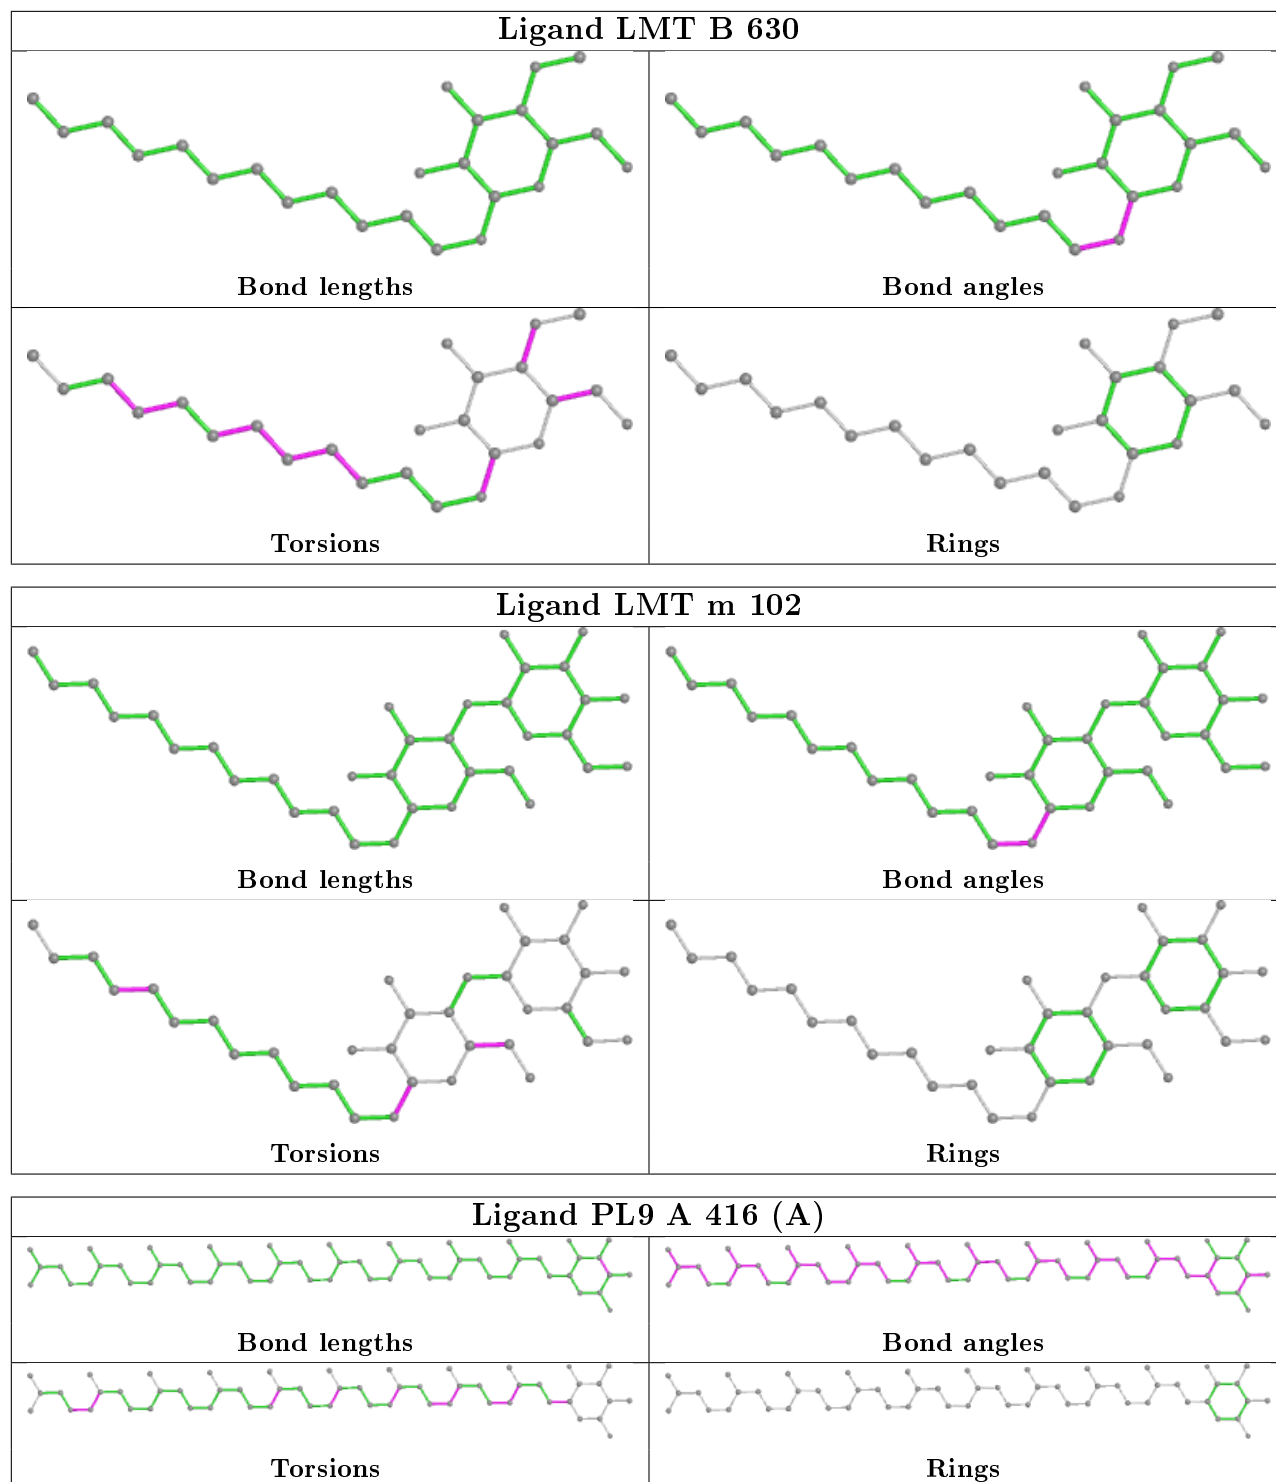 Ligand LMT B 630
Bond lengths
Bond angles
Torsions
Rings
Ligand LMT m 102
Bond lengths
Bond angles
Torsions
Rings
Ligand PL9 A 416 (A)
Bond lengths
Bond angles
Torsions
Rings